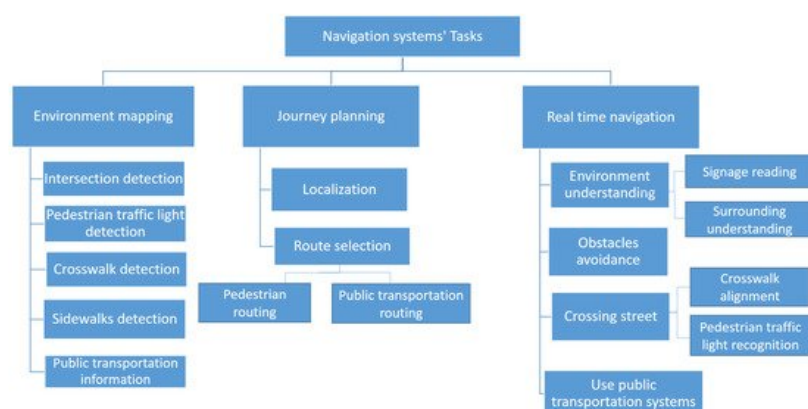 Navigation systems' Tasks
Environment mapping
Intersection detection
Pedestrian traffic light
detection
Crosswalk detection
Sidewalks detection
Public transportation
information
Journey planning
Localization
Route selection
Pedestrian
routing
Public transportation
routing
Real time navigation
Environment
understanding
Signage reading
Surrounding
understanding
Obstacles
avoidance
Crossing street
Crosswalk
alignment
Pedestrian traffic
light recognition
Use public
transportation systems